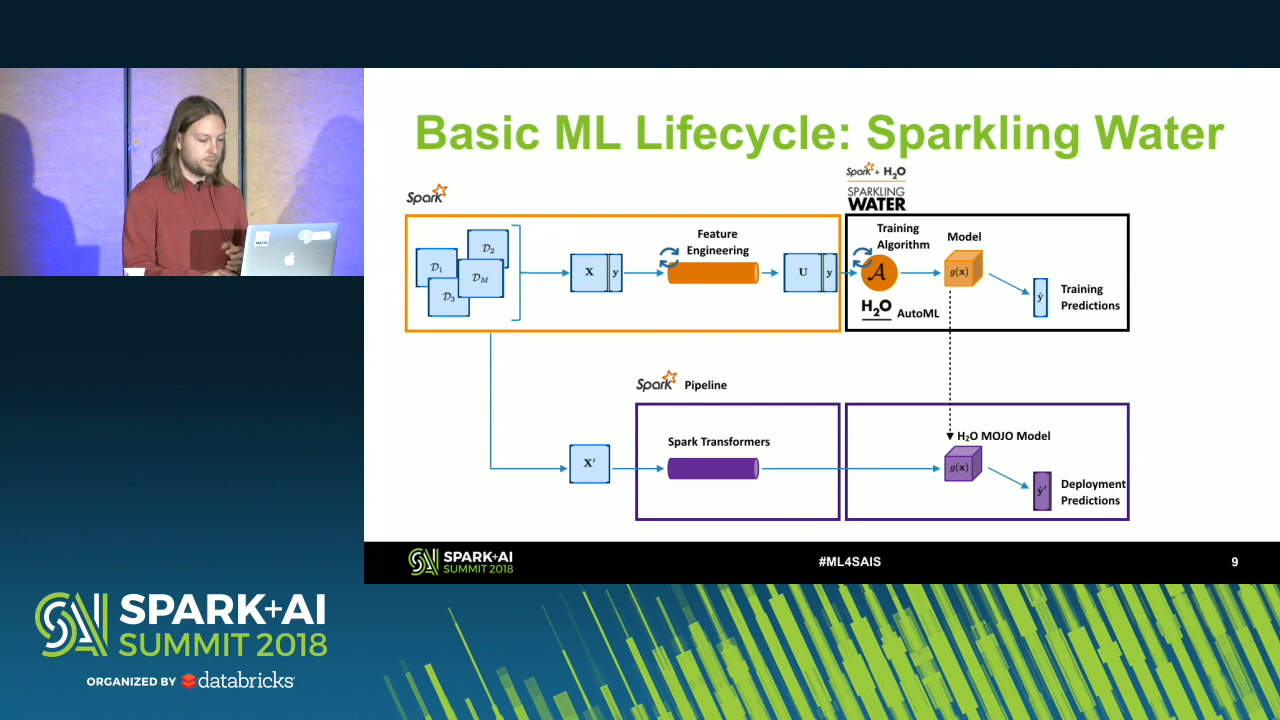 Basic ML Lifecycle: Sparkling Water
Spark
Spark + H2O
SPARKLING
WATER
D1
D2
DM
D3
X y
Feature
Engineering
U y
Training
Algorithm
A
H2O AutoML
Model
g(x)
ŷ
Training
Predictions
Spark Pipeline
X′
Spark Transformers
H2O MOJO Model
g(x)
ŷ′
Deployment
Predictions
SPARK+AI
SUMMIT 2018
#ML4SAIS
9
SPARK+AI
SUMMIT 2018
ORGANIZED BY databricks